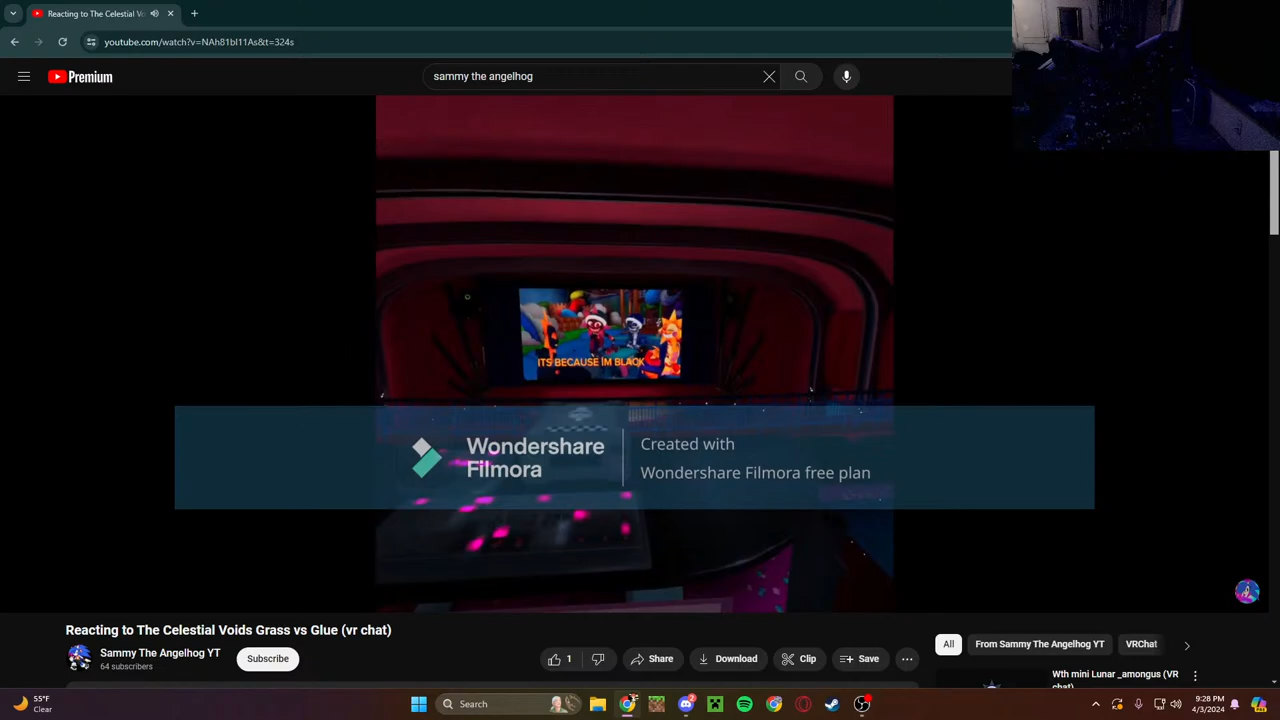 Reacting to The Celestial Vo
youtube.com/watch?v=NAh81bI11As&t=324s
Premium
sammy the angelhog
ITS BECAUSE IM BLACK
Wondershare
Filmora
Created with
Wondershare Filmora free plan
Reacting to The Celestial Voids Grass vs Glue (vr chat)
Sammy The Angelhog YT
64 subscribers
Subscribe
1
Share
Download
Clip
Save
All
From Sammy The Angelhog YT
VRChat
Wth mini Lunar _amongus (VR
chat)
55°F
Clear
Search
2
9:28 PM
4/3/2024